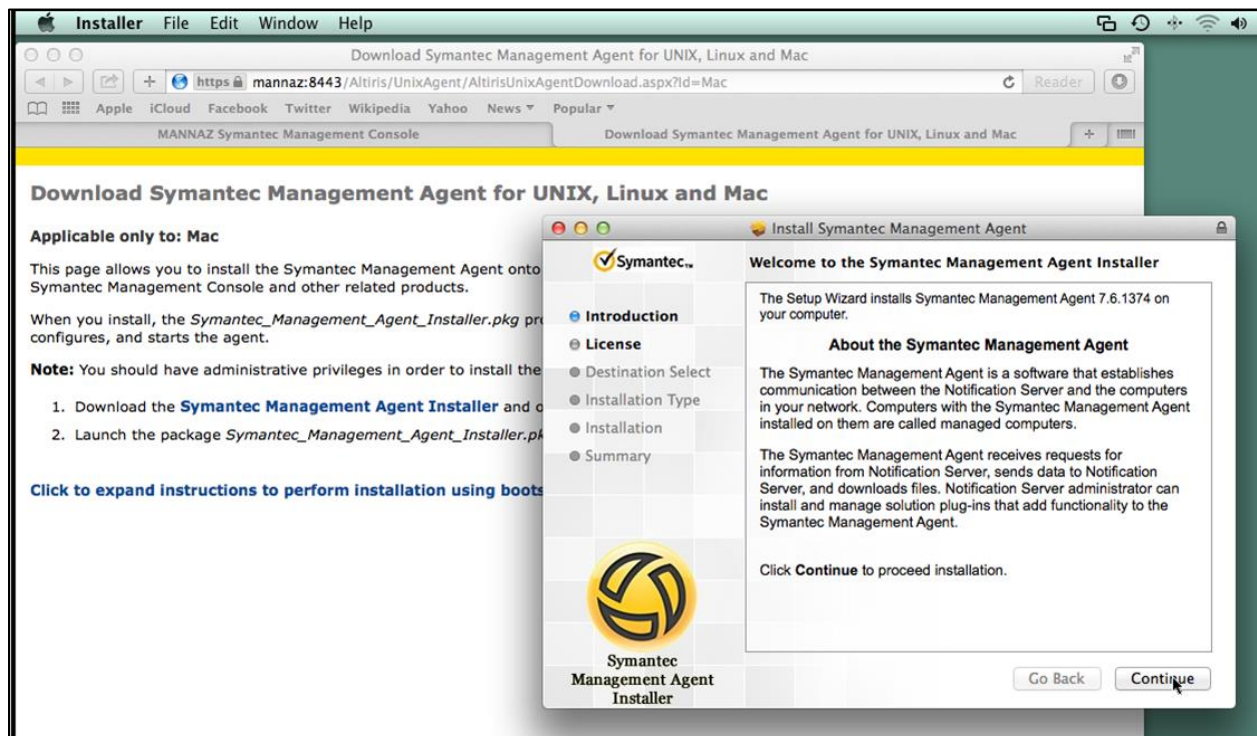 Installer File Edit Window Help
Download Symantec Management Agent for UNIX, Linux and Mac
https mannaz:8443/Altiris/UnixAgent/AltirisUnixAgentDownload.aspx?Id=Mac
Reader
Apple iCloud Facebook Twitter Wikipedia Yahoo News Popular
MANNAZ Symantec Management Console
Download Symantec Management Agent for UNIX, Linux and Mac
Download Symantec Management Agent for UNIX, Linux and Mac
Applicable only to: Mac
This page allows you to install the Symantec Management Agent onto
Symantec Management Console and other related products.
When you install, the Symantec_Management_Agent_Installer.pkg
configures, and starts the agent.
Note: You should have administrative privileges in order to install the
1. Download the Symantec Management Agent Installer and
2. Launch the package
Click to expand instructions to perform installation using
Install Symantec Management Agent
Symantec™
Introduction
License
Destination Select
Installation Type
Installation
Summary
Symantec
Management Agent
Installer
Welcome to the Symantec Management Agent Installer
The Setup Wizard installs Symantec Management Agent 7.6.1374 on
your computer.
About the Symantec Management Agent
The Symantec Management Agent is a software that establishes
communication between the Notification Server and the computers
in your network. Computers with the Symantec Management Agent
installed on them are called managed computers.
The Symantec Management Agent receives requests for
information from Notification Server, sends data to Notification
Server, and downloads files. Notification Server administrator can
install and manage solution plug-ins that add functionality to the
Symantec Management Agent.
Click Continue to proceed installation.
Go Back
Continue